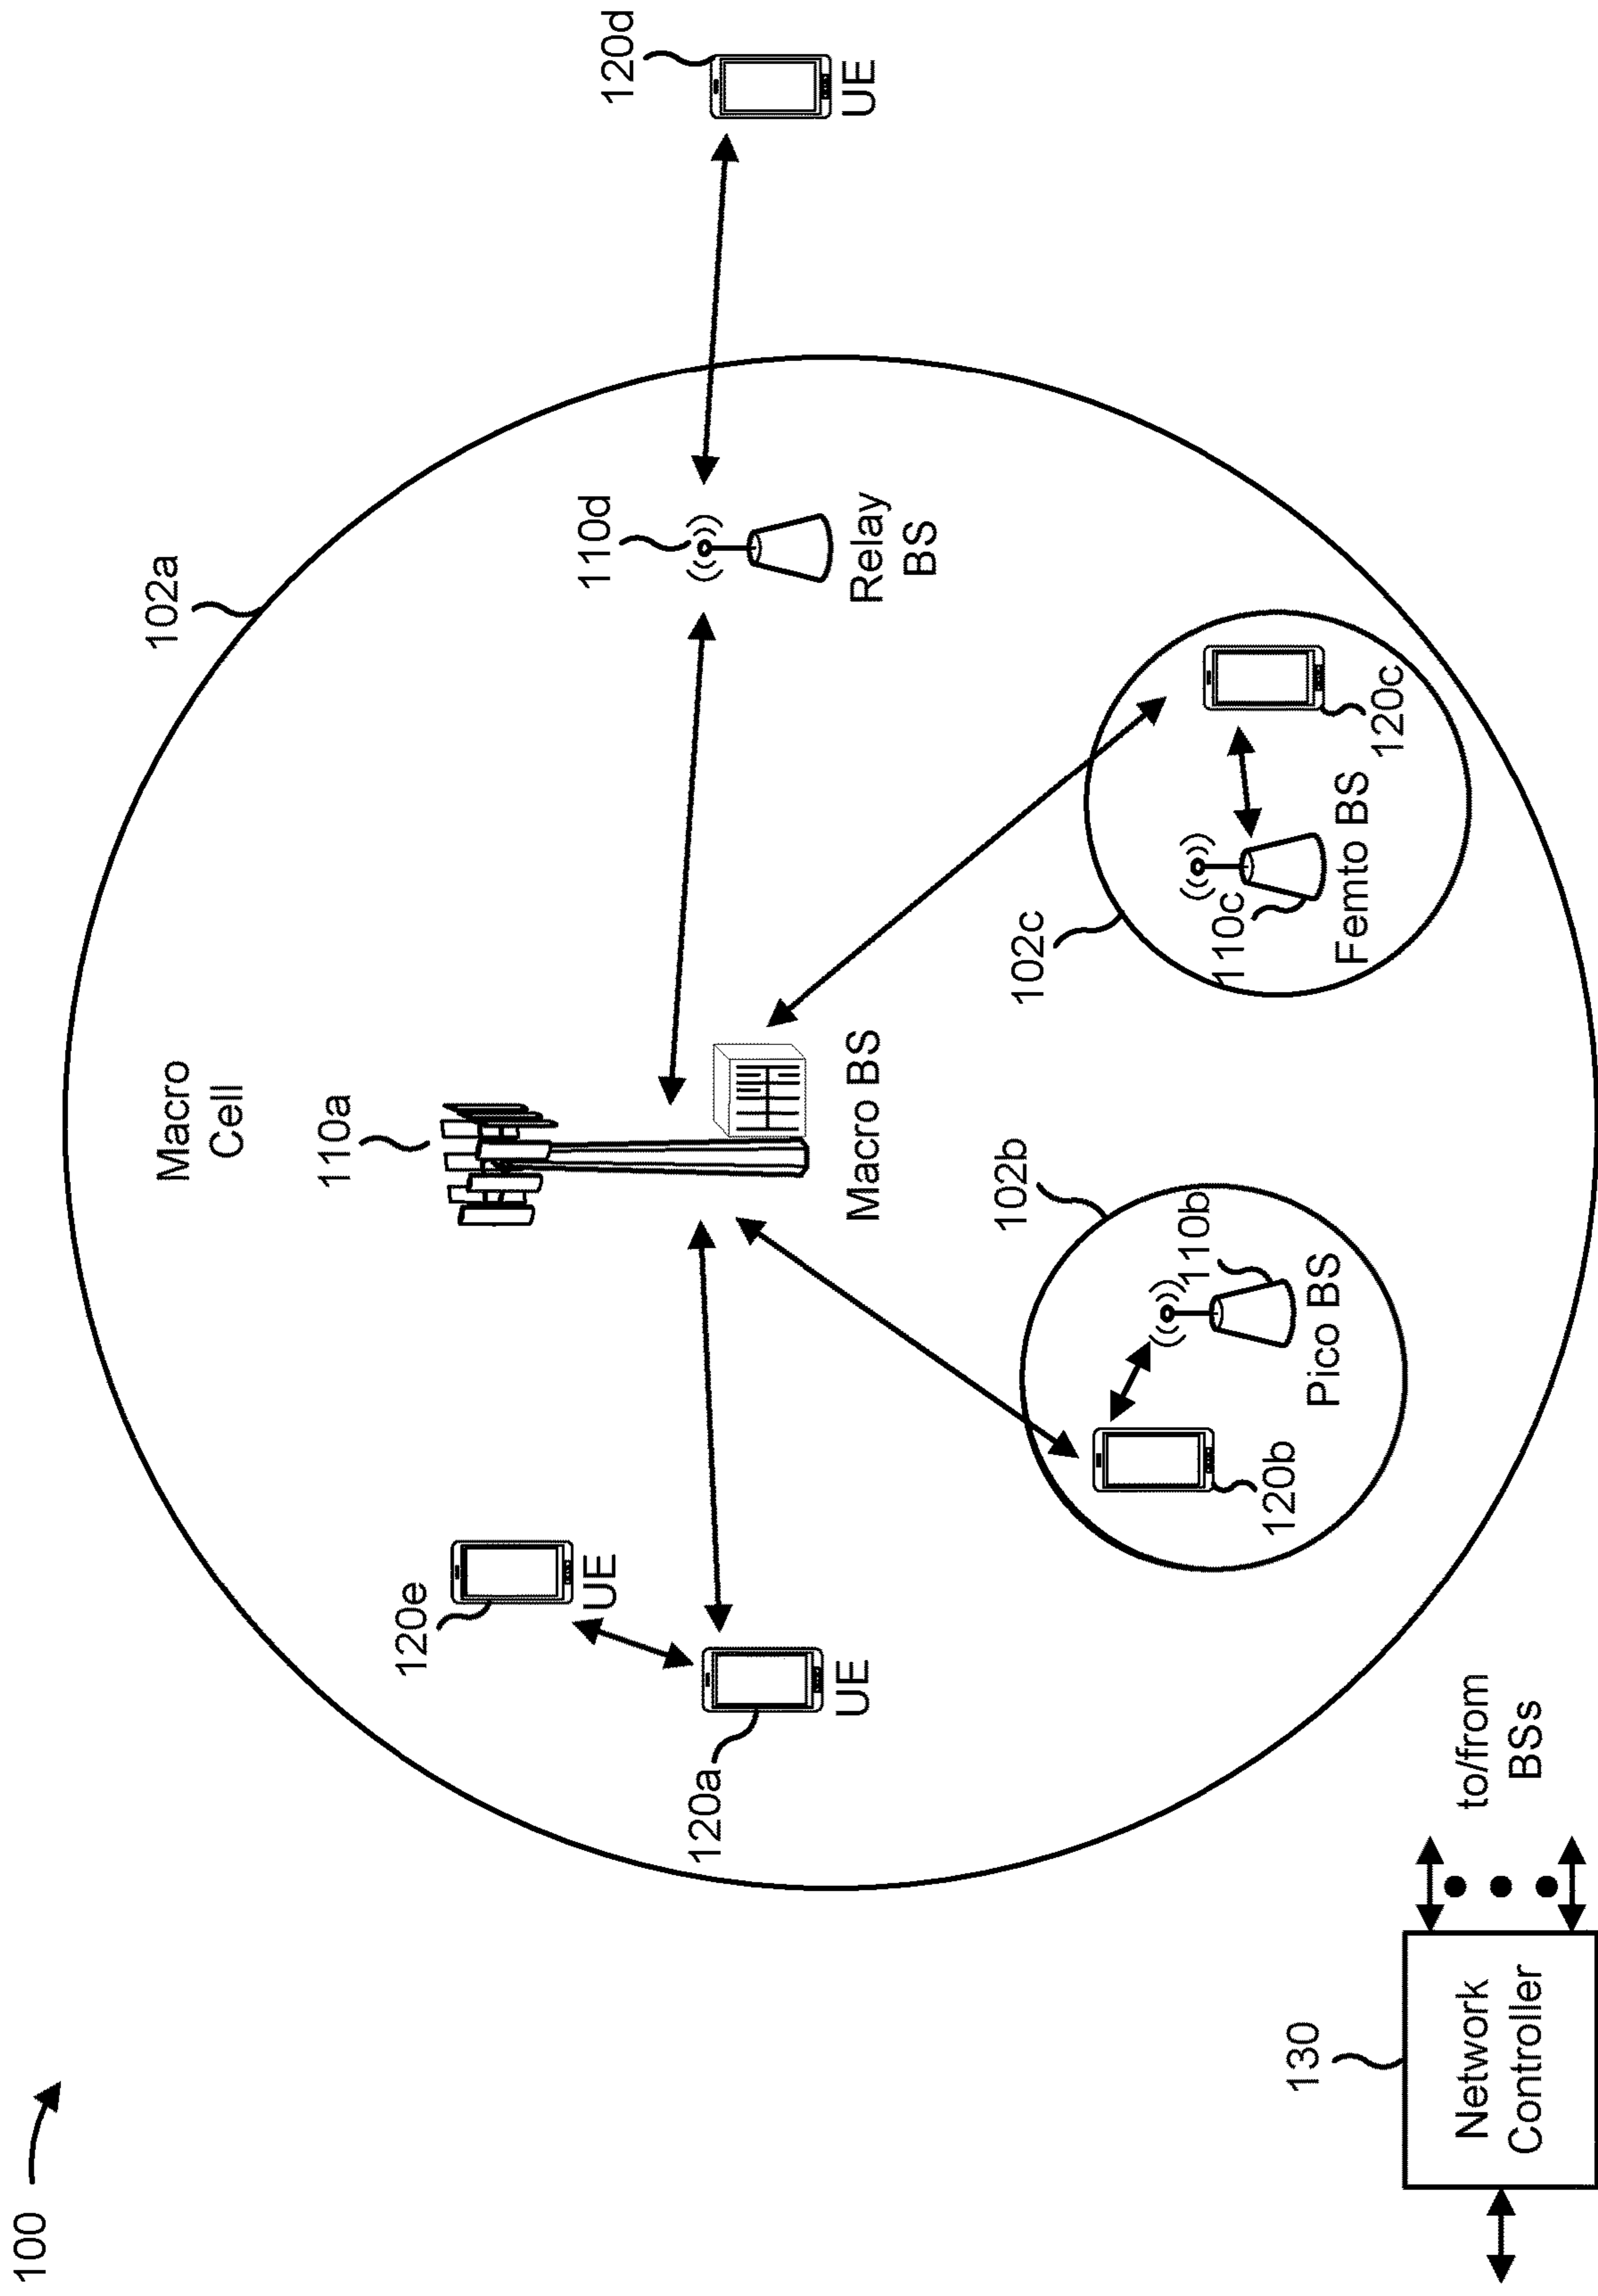 100
102a
Macro
Cell
110a
120d
UE
110d
Relay
BS
120e
UE
120a
UE
Macro BS
102c
110c
Femto BS
120c
102b
110b
Pico BS
120b
130
Network
Controller
to/from
BSs